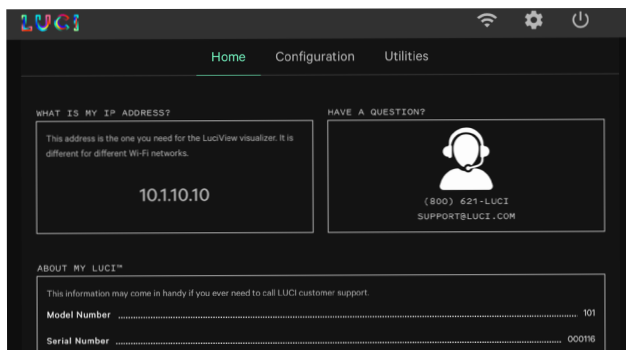 LUCI
Home Configuration Utilities
WHAT IS MY IP ADDRESS?
This address is the one you need for the LuciView visualizer. It is
different for different Wi-Fi networks.
10.1.10.10
HAVE A QUESTION?
(800) 621-LUCI
SUPPORT@LUCI.COM
ABOUT MY LUCI™
This information may come in handy if you ever need to call LUCI customer support.
Model Number 101
Serial Number 000116